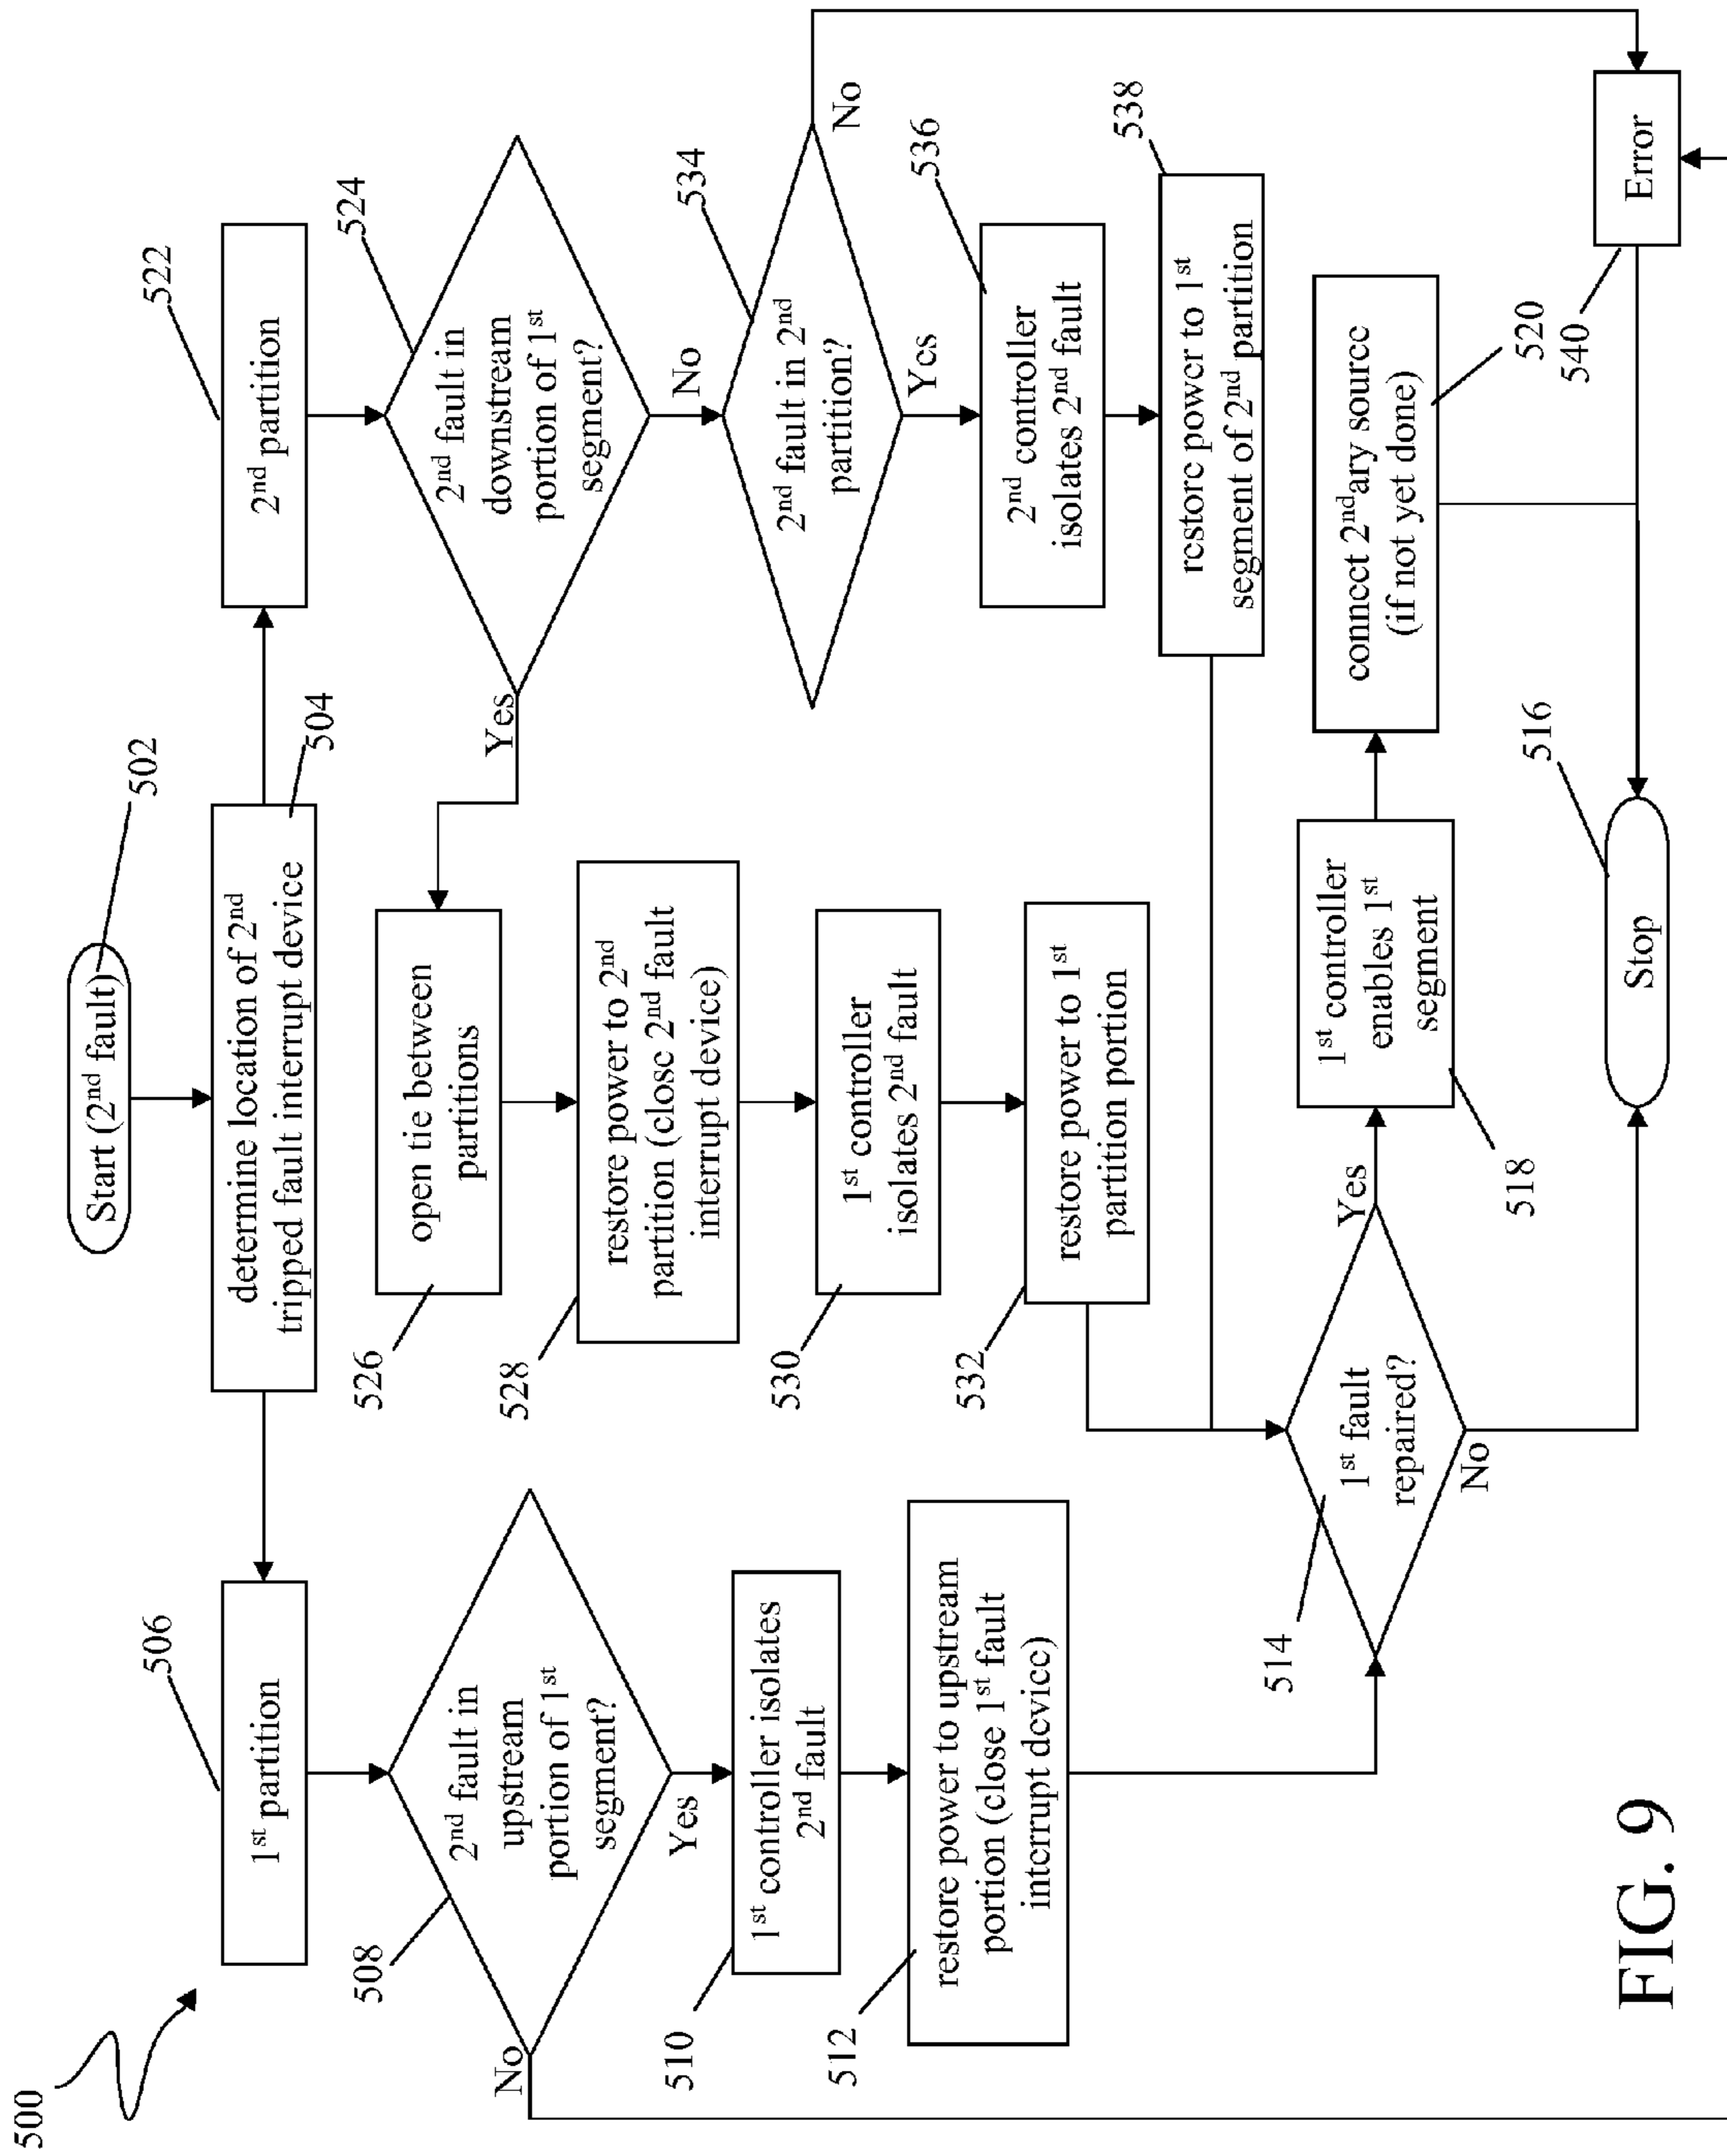 500
Start (2nd fault)
502
determine location of 2nd
tripped fault interrupt device
504
506
1st partition
508
2nd fault in
upstream
portion of 1st
segment?
No
Yes
510
1st controller isolates
2nd fault
512
restore power to upstream
portion (close 1st fault
interrupt device)
522
2nd partition
524
2nd fault in
downstream
portion of 1st
segment?
Yes
No
526
open tie between
partitions
528
restore power to 2nd
partition (close 2nd fault
interrupt device)
530
1st controller
isolates 2nd fault
532
restore power to 1st
partition portion
534
2nd fault in 2nd
partition?
No
Yes
536
2nd controller
isolates 2nd fault
538
restore power to 1st
segment of 2nd partition
514
1st fault
repaired?
Yes
No
518
1st controller
enables 1st
segment
connect 2ndary source
(if not yet done)
520
516
Stop
540
Error
FIG. 9